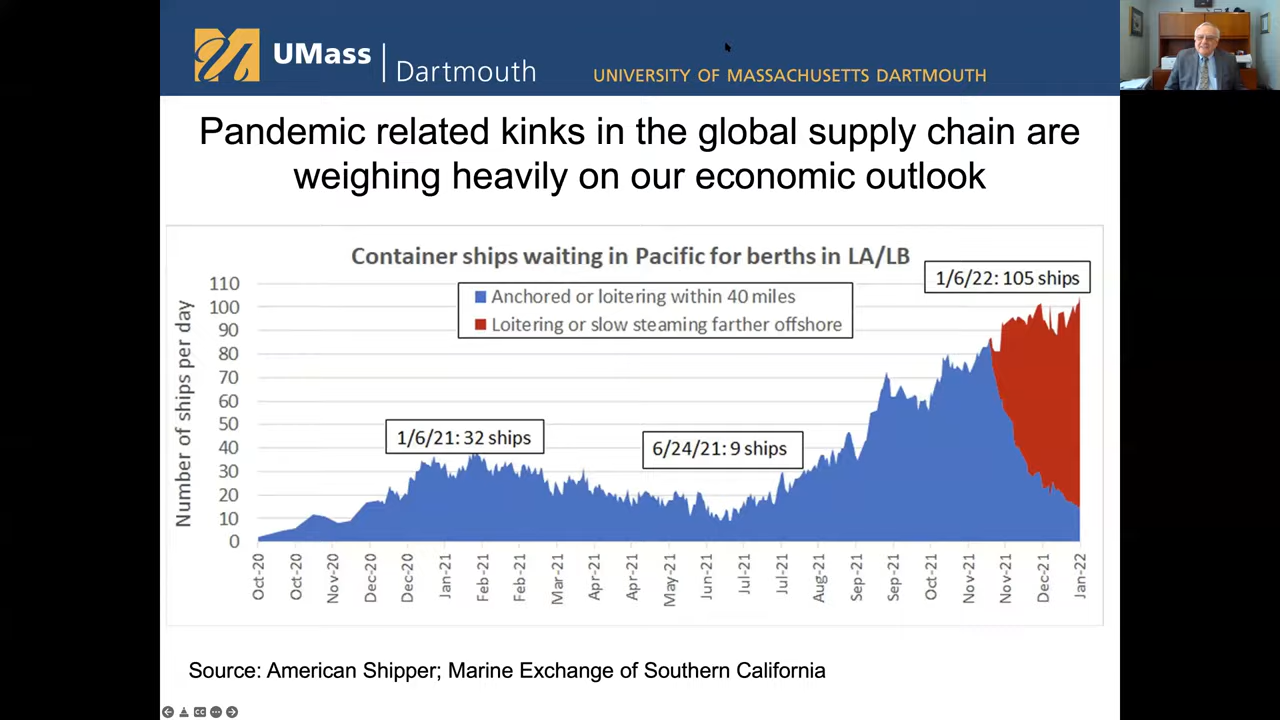 UMass
Dartmouth
UNIVERSITY OF MASSACHUSETTS DARTMOUTH
Pandemic related kinks in the global supply chain are
weighing heavily on our economic outlook
Container ships waiting in Pacific for berths in LA/LB
1/6/22: 105 ships
Anchored or loitering within 40 miles
Loitering or slow steaming farther offshore
1/6/21: 32 ships
6/24/21: 9 ships
Number of ships per day
110
100
90
80
70
60
50
40
30
20
10
0
Oct-20
Oct-20
Nov-20
Dec-20
Dec-20
Jan-21
Feb-21
Feb-21
Mar-21
Apr-21
Apr-21
May-21
Jun-21
Jul-21
Jul-21
Aug-21
Sep-21
Sep-21
Oct-21
Nov-21
Nov-21
Dec-21
Jan-22
Source: American Shipper; Marine Exchange of Southern California
CC